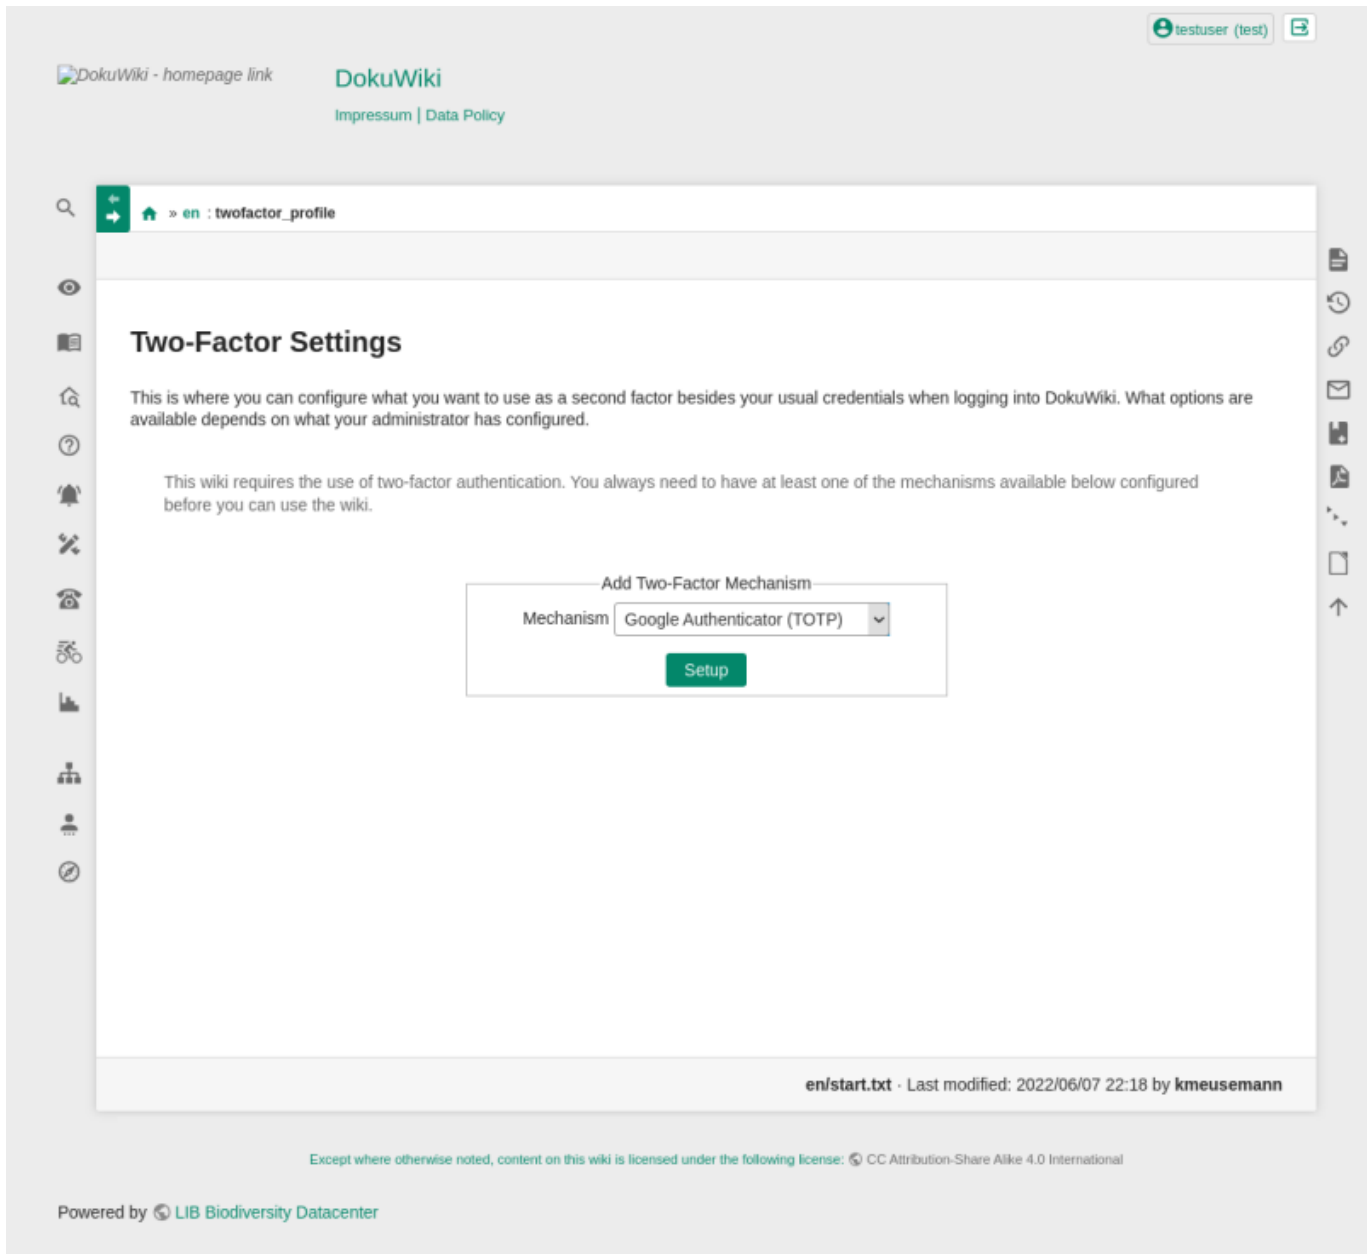 testuser (test)
DokuWiki - homepage link
DokuWiki
Impressum | Data Policy
» en : twofactor_profile
Two-Factor Settings
This is where you can configure what you want to use as a second factor besides your usual credentials when logging into DokuWiki. What options are
available depends on what your administrator has configured.
This wiki requires the use of two-factor authentication. You always need to have at least one of the mechanisms available below configured
before you can use the wiki.
Add Two-Factor Mechanism
Mechanism Google Authenticator (TOTP)
Setup
en/start.txt · Last modified: 2022/06/07 22:18 by kmeusemann
Except where otherwise noted, content on this wiki is licensed under the following license: CC Attribution-Share Alike 4.0 International
Powered by LIB Biodiversity Datacenter